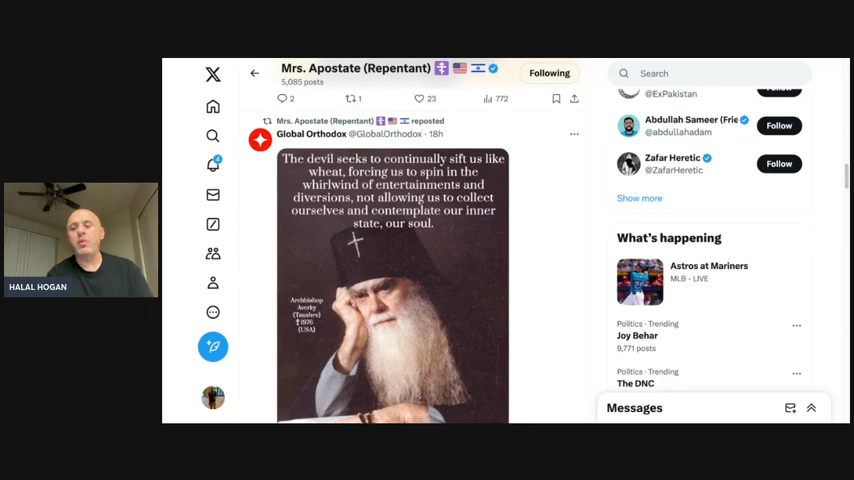 Mrs. Apostate (Repentant)
5,085 posts
Following
Search
2
1
23
772
Mrs. Apostate (Repentant) reposted
Global Orthodox @GlobalOrthodox · 18h
The devil seeks to continually sift us like
wheat, forcing us to spin in the
whirlwind of entertainments and
diversions, not allowing us to collect
ourselves and contemplate our inner
state, our soul.
Archbishop
Averky
(Taushev)
†1976
(USA)
@ExPakistan
Follow
Abdullah Sameer (Frie
@abdullahadam
Follow
Zafar Heretic
@ZafarHeretic
Follow
Show more
What's happening
Astros at Mariners
MLB · LIVE
Politics · Trending
Joy Behar
9,771 posts
Politics · Trending
The DNC
Messages
HALAL HOGAN
4